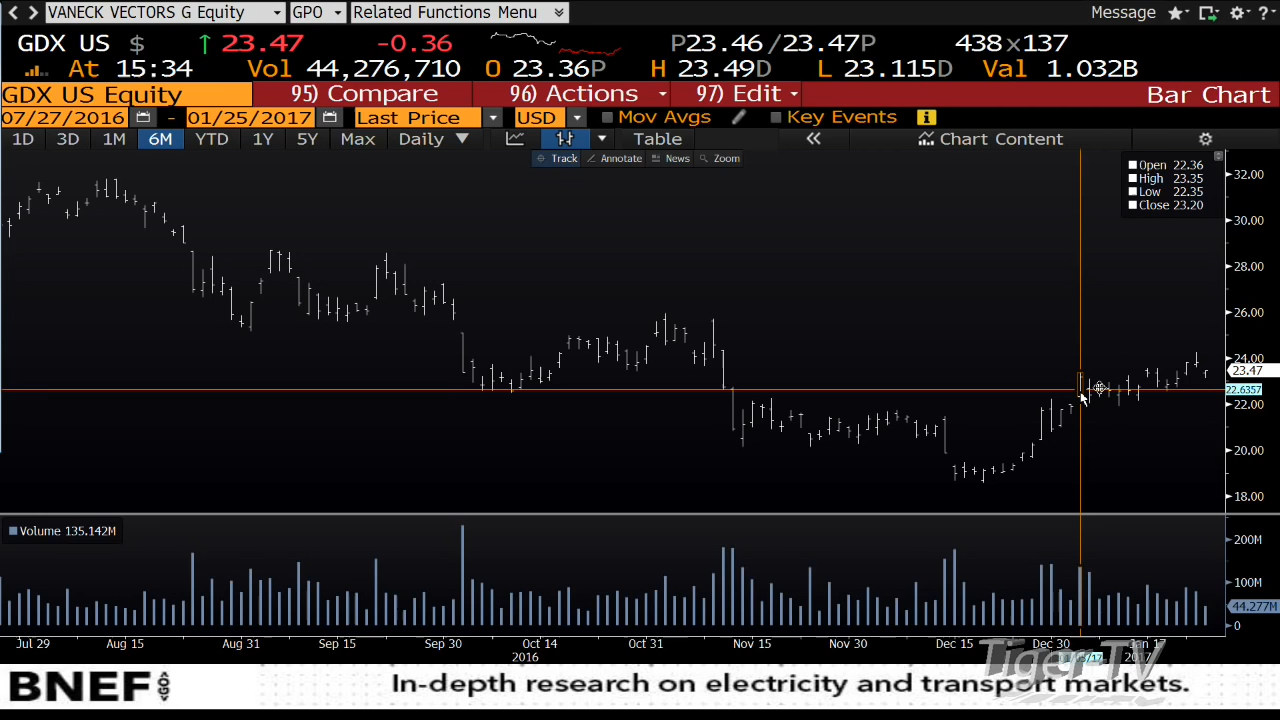 VANECK VECTORS G Equity GPO Related Functions Menu Message ?
GDX US $ ↑ 23.47 -0.36 P23.46/23.47P 438x137
At 15:34 Vol 44,276,710 O 23.36P H 23.49D L 23.115D Val 1.032B
GDX US Equity 95) Compare 96) Actions 97) Edit Bar Chart
07/27/2016 - 01/25/2017 Last Price USD Mov Avgs Key Events i
1D 3D 1M 6M YTD 1Y 5Y Max Daily Table « Chart Content
Track Annotate News Zoom
Open 22.36
High 23.35
Low 22.35
Close 23.20
32.00
30.00
28.00
26.00
24.00
23.47
22.6357
22.00
20.00
18.00
Volume 135.142M
200M
100M
44.277M
0
Jul 29 Aug 15 Aug 31 Sep 15 Sep 30 Oct 14 Oct 31 Nov 15 Nov 30 Dec 15 Dec 30 Jan 17
2016 2017
Tiger-TV
BNEF In-depth research on electricity and transport markets.